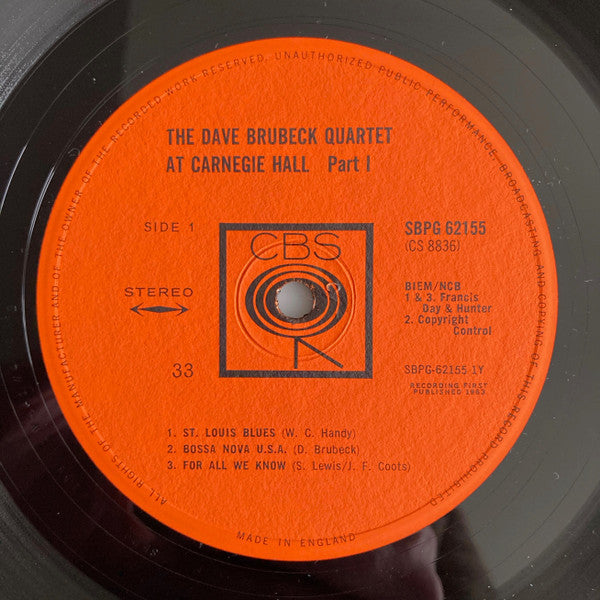 ALL RIGHTS OF THE MANUFACTURER AND OF THE OWNER OF THE RECORDED WORK RESERVED. UNAUTHORIZED PUBLIC PERFORMANCE, BROADCASTING AND COPYING OF THIS RECORD PROHIBITED
THE DAVE BRUBECK QUARTET
AT CARNEGIE HALL Part I
SIDE 1
CBS
SBPG 62155
(CS 8836)
STEREO
BIEM/NCB
1 & 3. Francis
Day & Hunter
2. Copyright
Control
33
R
2
SBPG-62155 1Y
RECORDING FIRST
PUBLISHED 1963
1. ST. LOUIS BLUES (W. C. Handy)
2. BOSSA NOVA U.S.A. (D. Brubeck)
3. FOR ALL WE KNOW (S. Lewis/J. F. Coots)
MADE IN ENGLAND